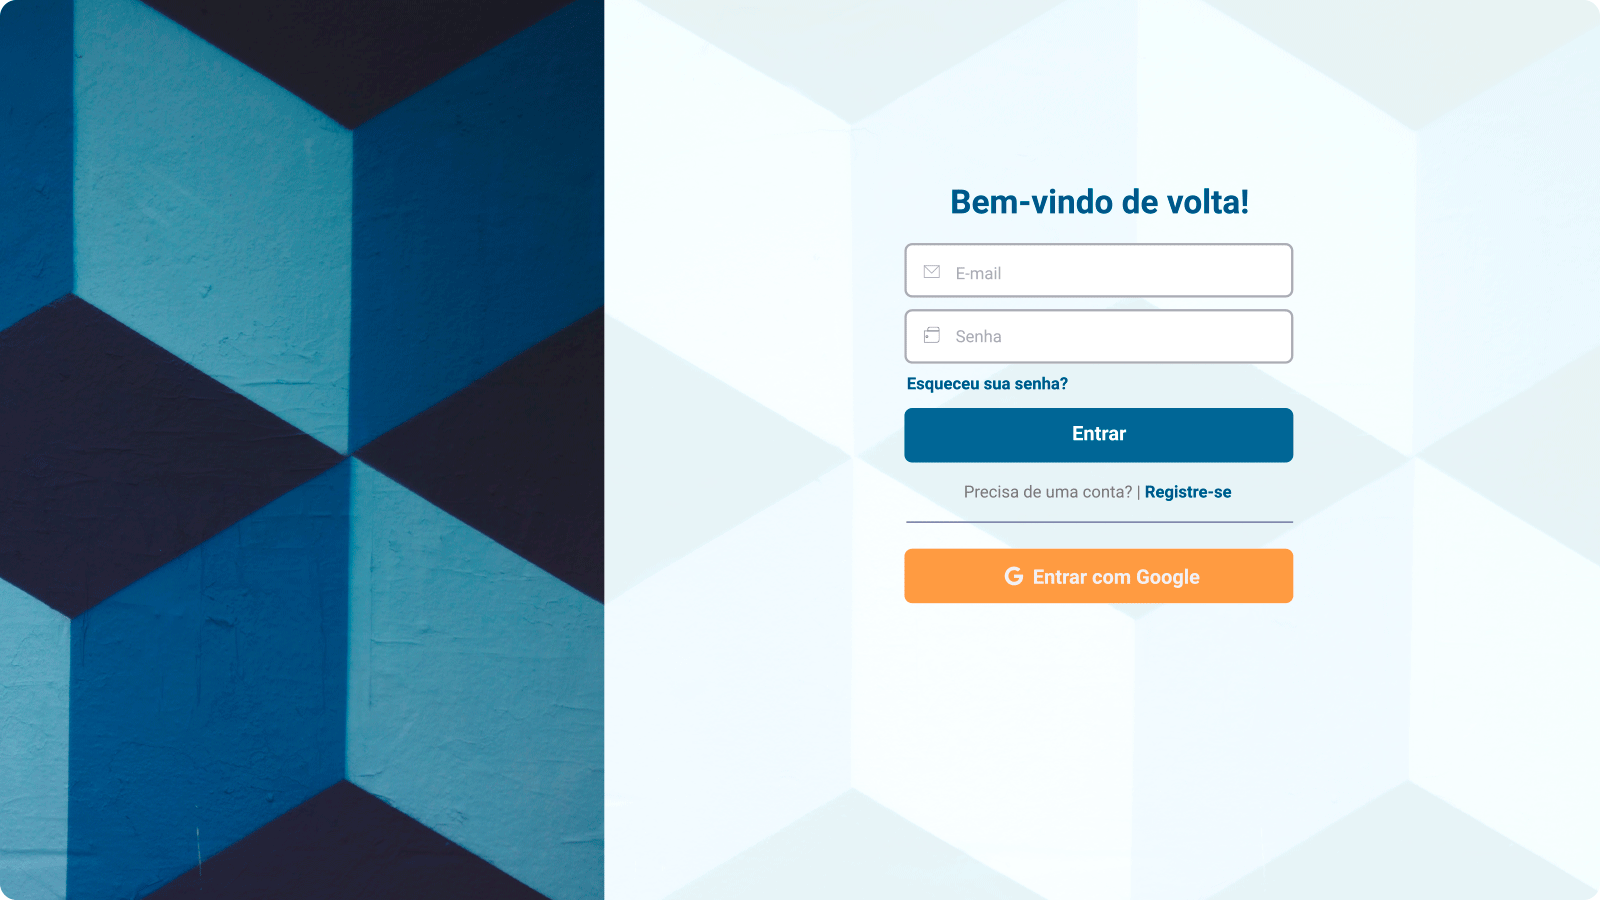 Bem-vindo de volta!
E-mail
Senha
Esqueceu sua senha?
Entrar
Precisa de uma conta? | Registre-se
Entrar com Google